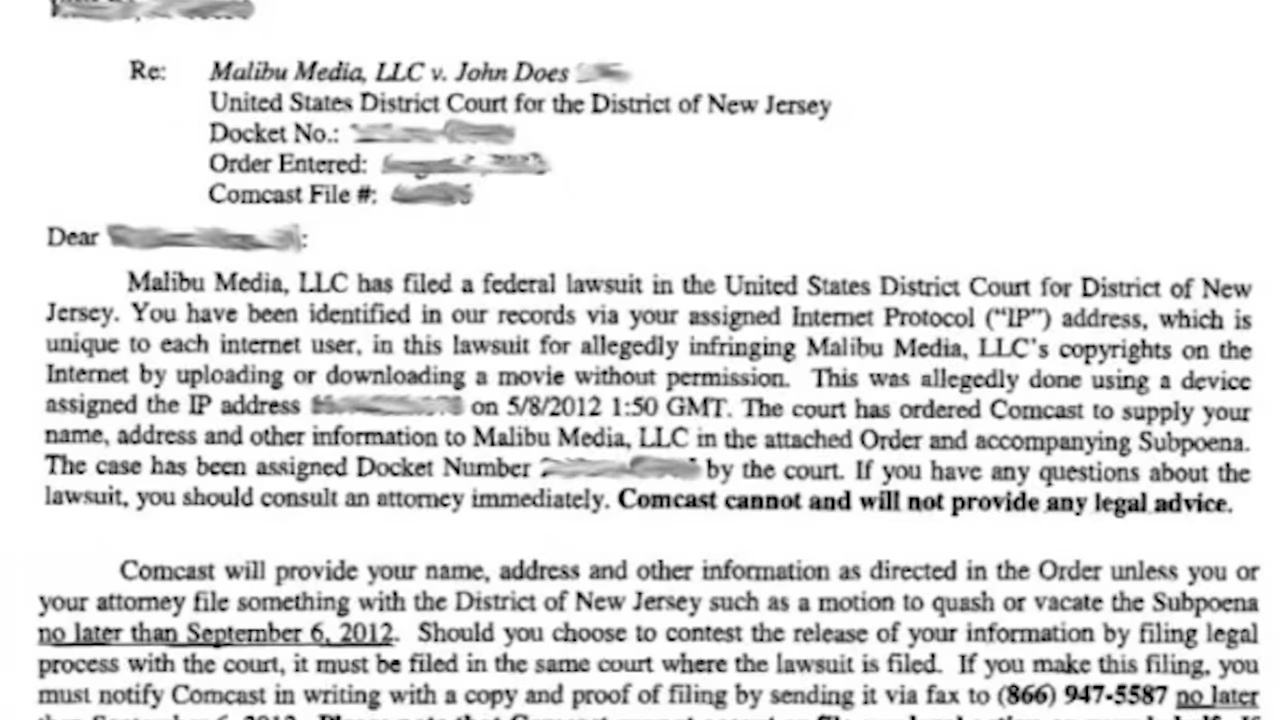 Re: Malibu Media, LLC v. John Does
United States District Court for the District of New Jersey
Docket No.:
Order Entered:
Comcast File #:
Dear :
Malibu Media, LLC has filed a federal lawsuit in the United States District Court for District of New
Jersey. You have been identified in our records via your assigned Internet Protocol (“IP”) address, which is
unique to each internet user, in this lawsuit for allegedly infringing Malibu Media, LLC’s copyrights on the
Internet by uploading or downloading a movie without permission. This was allegedly done using a device
assigned the IP address on 5/8/2012 1:50 GMT. The court has ordered Comcast to supply your
name, address and other information to Malibu Media, LLC in the attached Order and accompanying Subpoena.
The case has been assigned Docket Number by the court. If you have any questions about the
lawsuit, you should consult an attorney immediately. Comcast cannot and will not provide any legal advice.
Comcast will provide your name, address and other information as directed in the Order unless you or
your attorney file something with the District of New Jersey such as a motion to quash or vacate the Subpoena
no later than September 6, 2012. Should you choose to contest the release of your information by filing legal
process with the court, it must be filed in the same court where the lawsuit is filed. If you make this filing, you
must notify Comcast in writing with a copy and proof of filing by sending it via fax to (866) 947-5587 no later